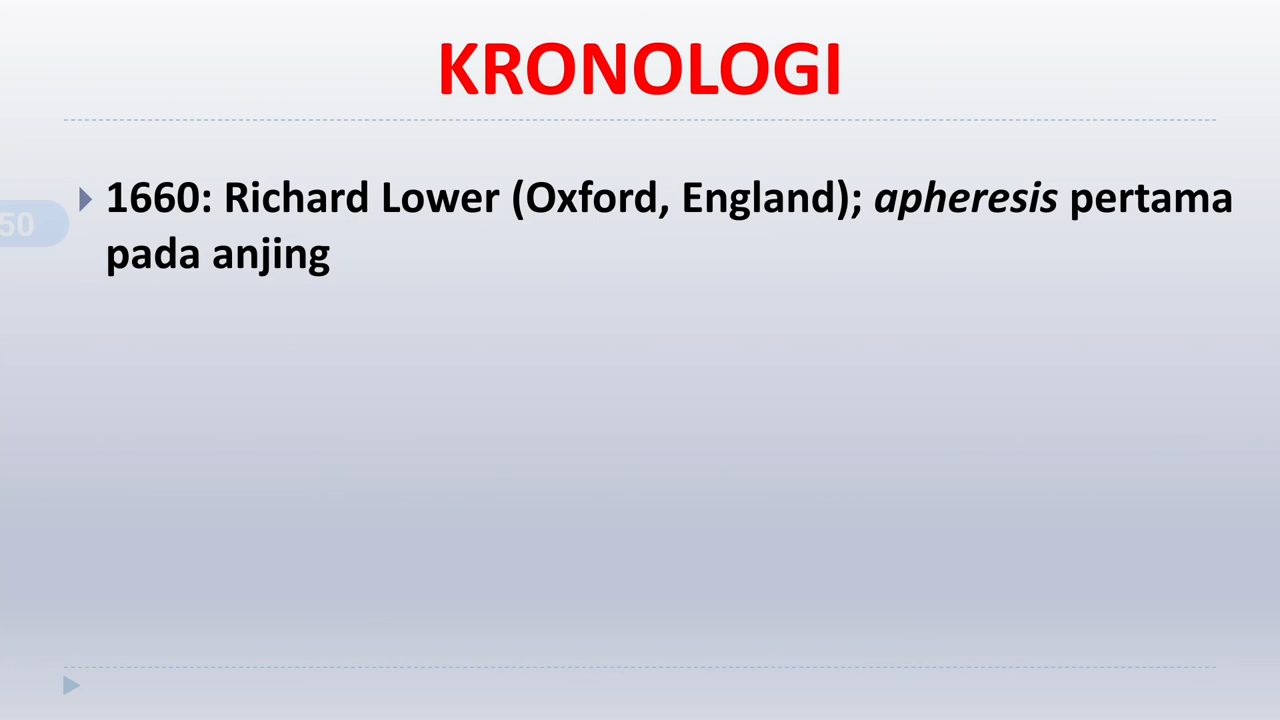 KRONOLOGI
1660: Richard Lower (Oxford, England); apheresis pertama
50
pada anjing